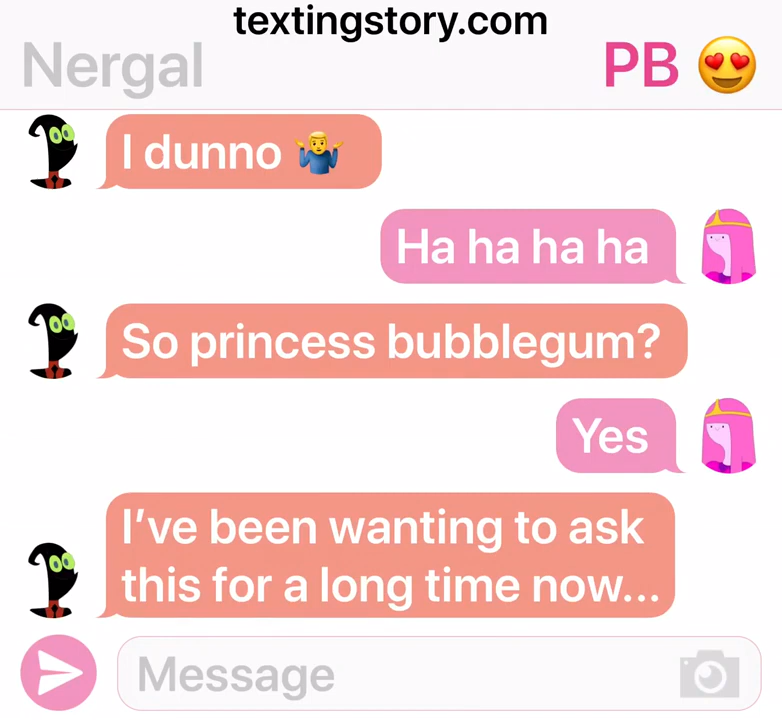 textingstory.com
Nergal
PB 😍
I dunno 🤷‍♂️
Ha ha ha ha
So princess bubblegum?
Yes
I’ve been wanting to ask
this for a long time now...
Message